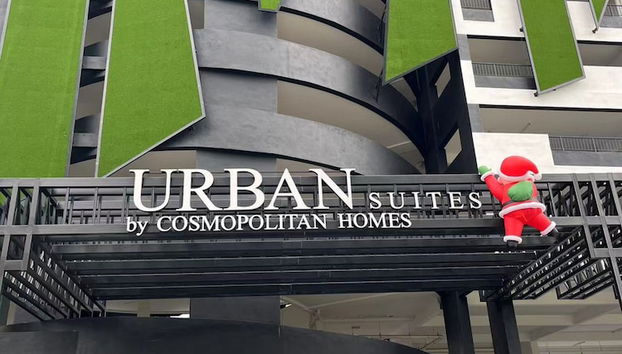 URBAN SUITES
by COSMOPOLITAN HOMES